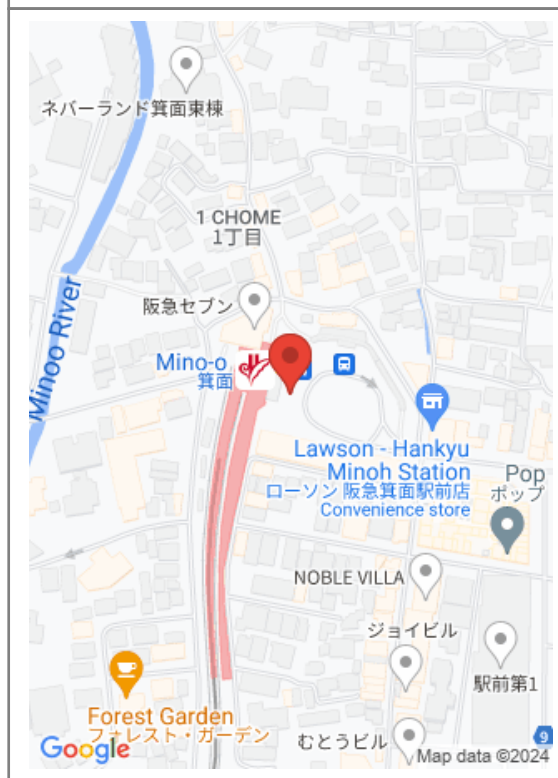 ネバーランド箕面東棟
1 CHOME
1丁目
阪急セブン
Minoo River
Mino-o
箕面
Lawson - Hankyu
Minoh Station
ローソン 阪急箕面駅前店
Convenience store
Pop
ポップ
NOBLE VILLA
ジョイビル
駅前第1
Forest Garden
フォレスト・ガーデン
むとうビル
9
Google
Map data ©2024